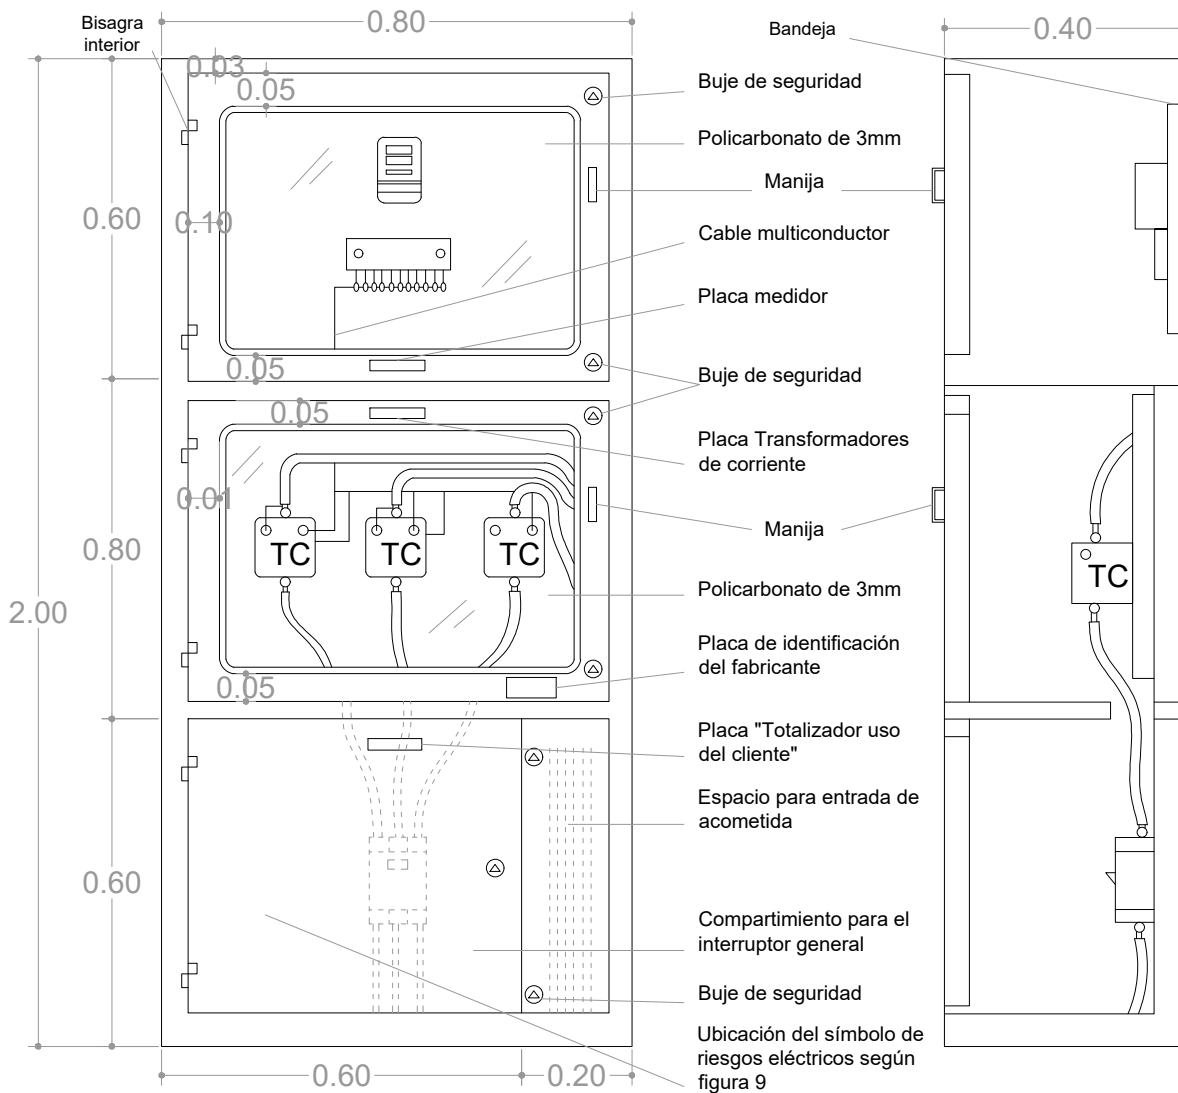 Bisagra
interior
0.80
Bandeja
0.40
0.03
0.05
Buje de seguridad
Policarbonato de 3mm
Manija
0.60
0.10
Cable multiconductor
Placa medidor
0.05
Buje de seguridad
0.05
Placa Transformadores
de corriente
0.01
Manija
TC
TC
TC
TC
0.80
Policarbonato de 3mm
2.00
Placa de identificación
del fabricante
0.05
Placa "Totalizador uso
del cliente"
Espacio para entrada de
acometida
0.60
Compartimiento para el
interruptor general
Buje de seguridad
Ubicación del símbolo de
riesgos eléctricos según
figura 9
0.60
0.20